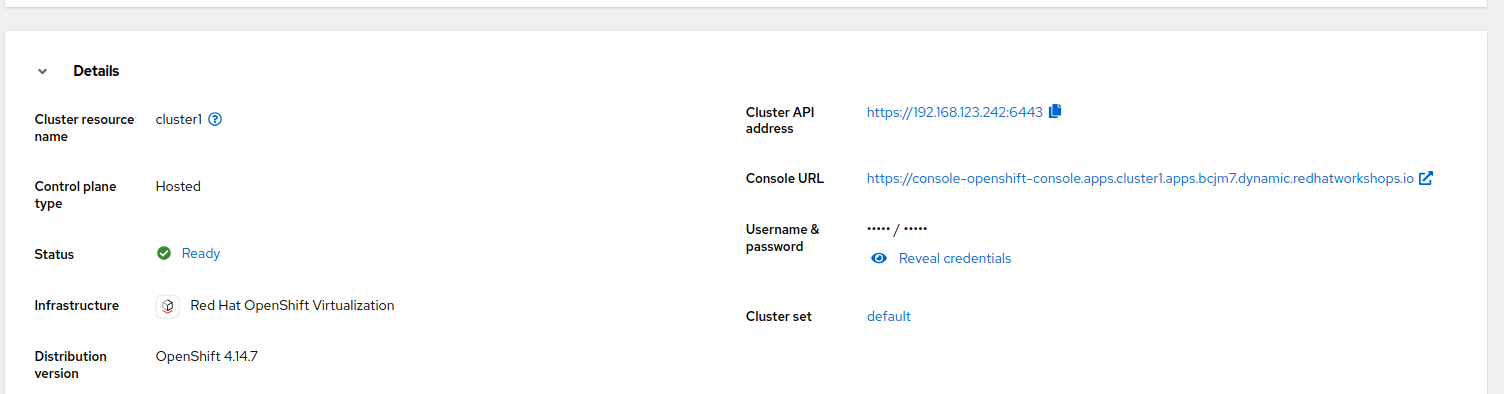 Details
Cluster resource
name
cluster1
Control plane
type
Hosted
Status
Ready
Infrastructure
Red Hat OpenShift Virtualization
Distribution
version
OpenShift 4.14.7
Cluster API
address
https://192.168.123.242:6443
Console URL
https://console-openshift-console.apps.cluster1.apps.bcjm7.dynamic.redhatworkshops.io
Username &
password
••••• / •••••
Reveal credentials
Cluster set
default